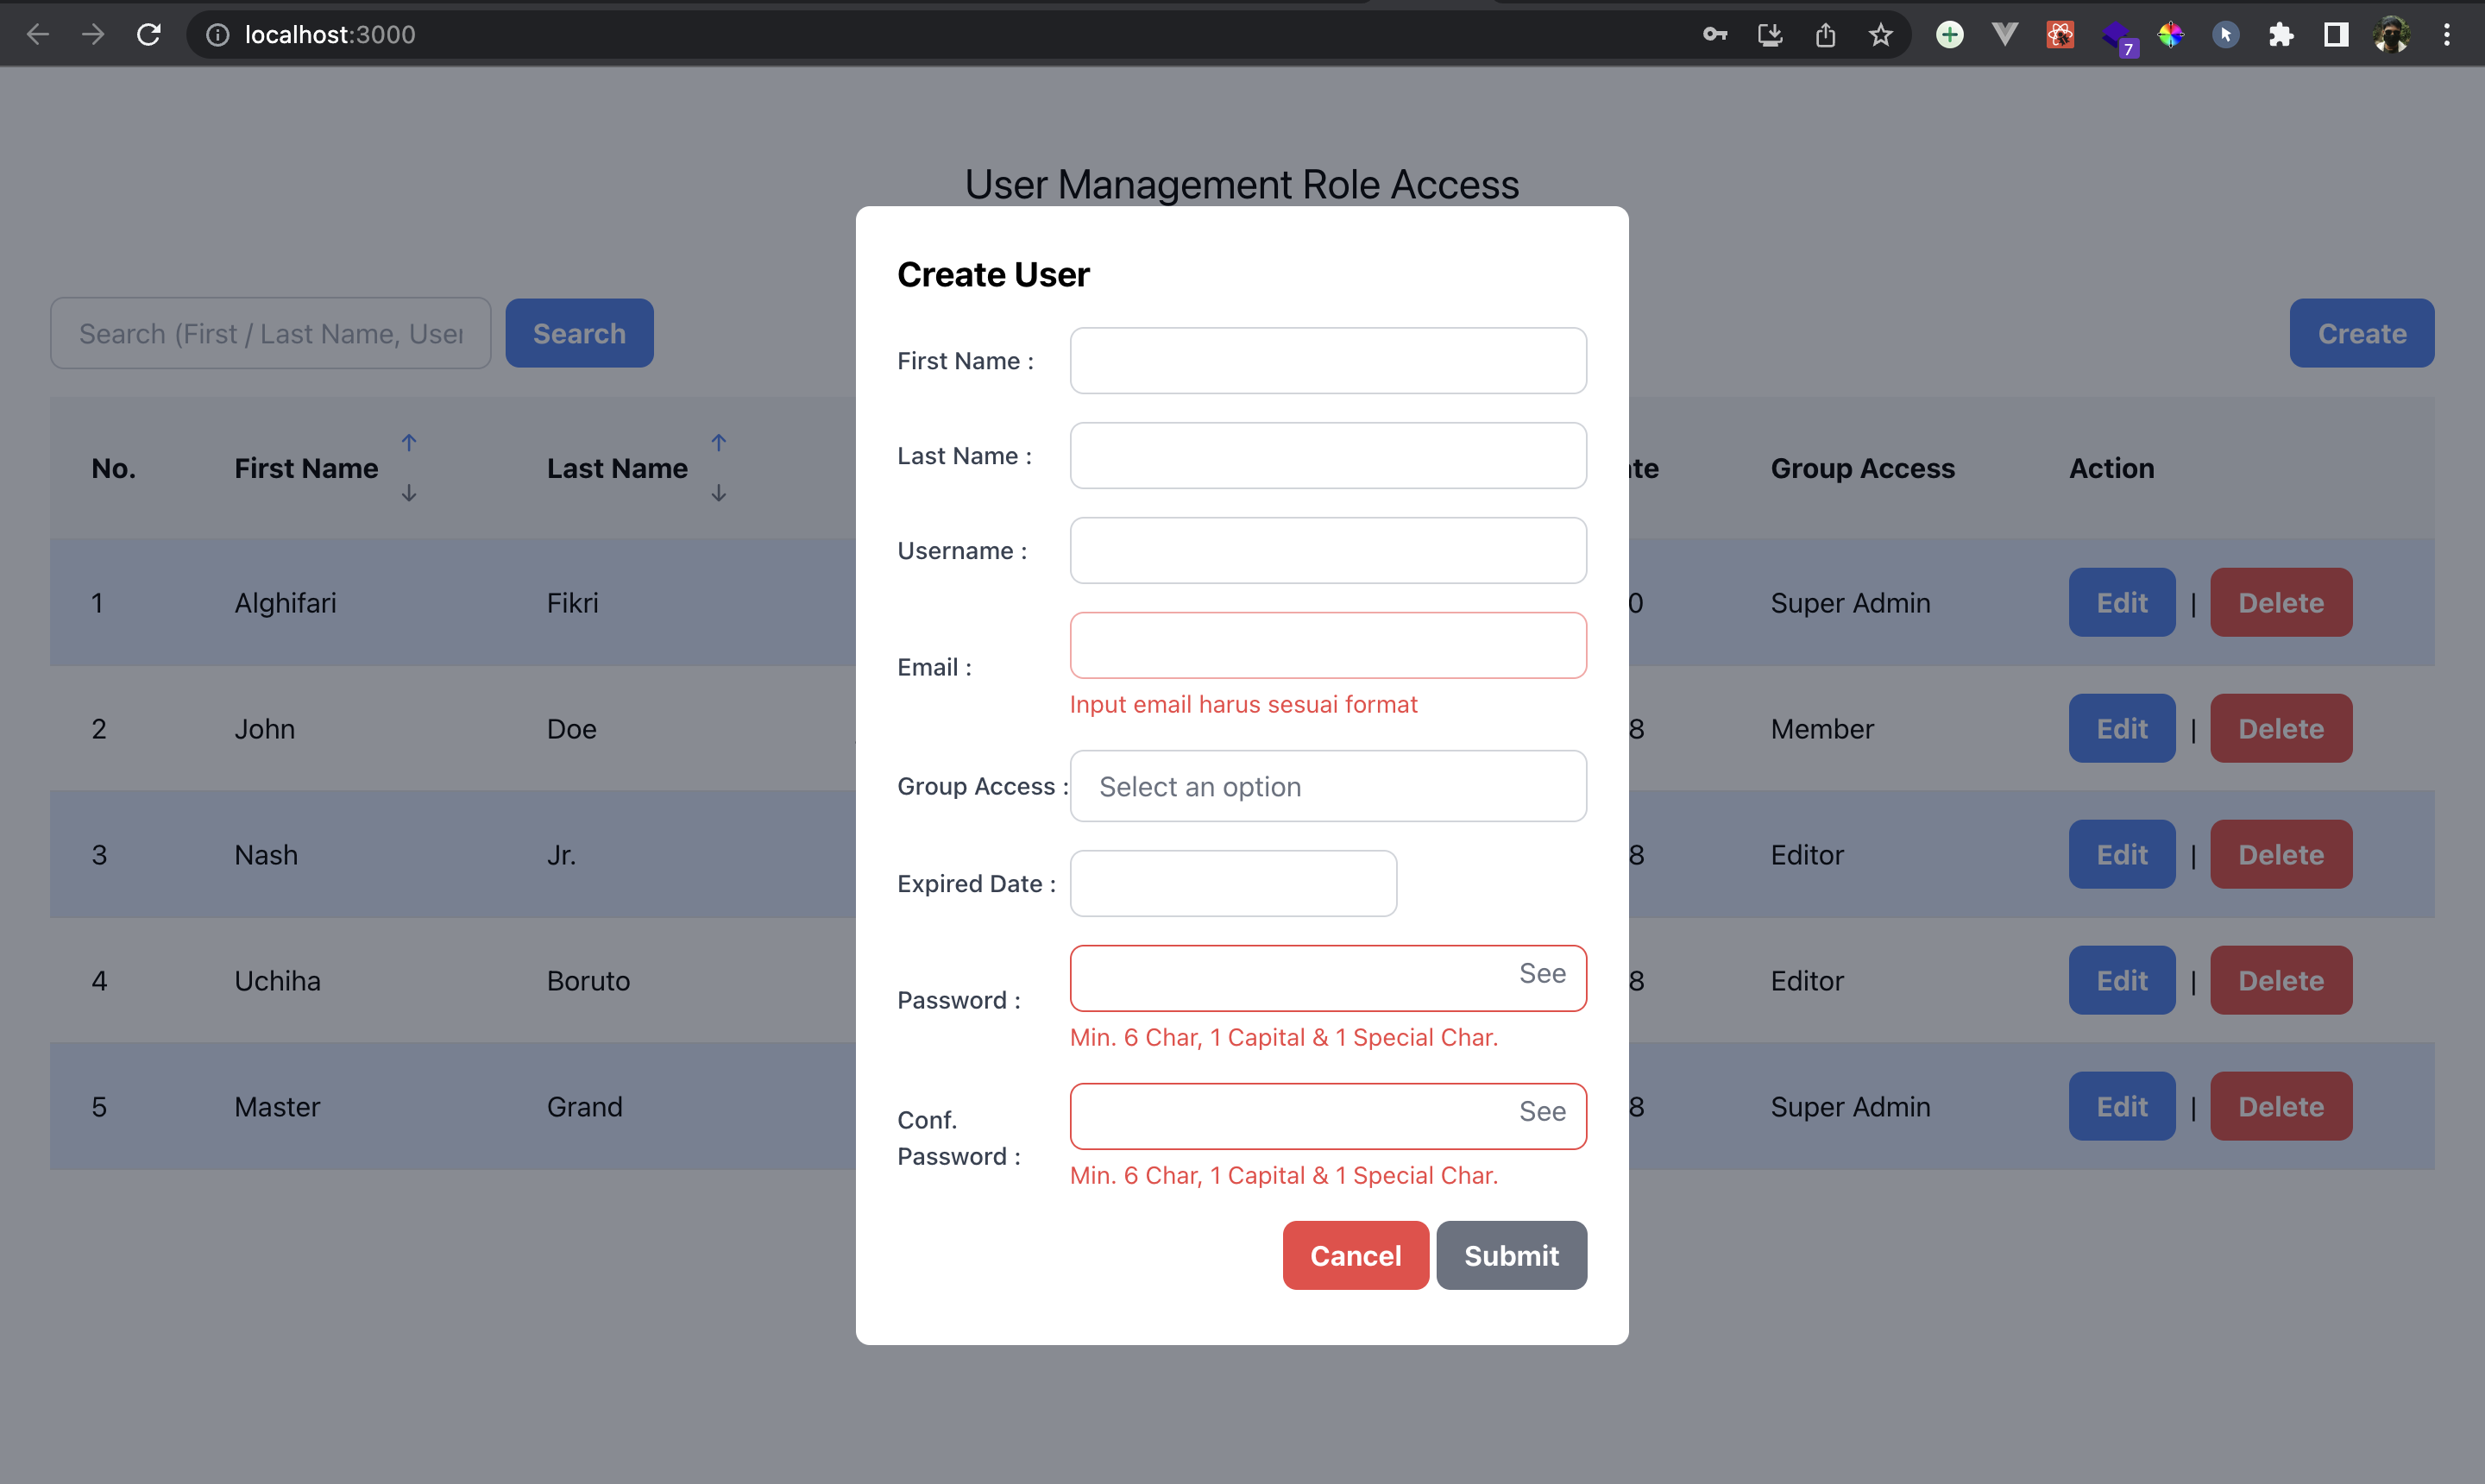 localhost:3000
7
User Management Role Access
Search (First / Last Name, User
Search
Create
No.
First Name
Last Name
Group Access
Action
1
Alghifari
Fikri
0
Super Admin
Edit
|
Delete
2
John
Doe
8
Member
Edit
|
Delete
3
Nash
Jr.
8
Editor
Edit
|
Delete
4
Uchiha
Boruto
8
Editor
Edit
|
Delete
5
Master
Grand
8
Super Admin
Edit
|
Delete
Create User
First Name :
Last Name :
Username :
Email :
Input email harus sesuai format
Group Access :
Select an option
Expired Date :
Password :
See
Min. 6 Char, 1 Capital & 1 Special Char.
Conf.
Password :
See
Min. 6 Char, 1 Capital & 1 Special Char.
Cancel
Submit